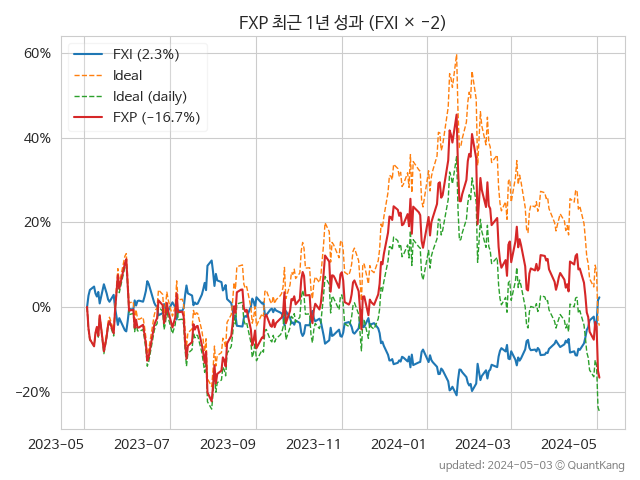 FXP 최근 1년 성과 (FXI × −2)
FXI (2.3%)
Ideal
Ideal (daily)
FXP (−16.7%)
60%
40%
20%
0%
−20%
2023-05
2023-07
2023-09
2023-11
2024-01
2024-03
2024-05
updated: 2024-05-03 ⓒ QuantKang